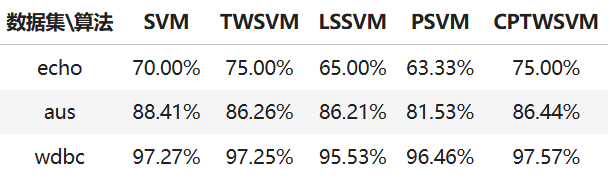 数据集\算法 SVM TWSVM LSSVM PSVM CPTWSVM
echo 70.00% 75.00% 65.00% 63.33% 75.00%
aus 88.41% 86.26% 86.21% 81.53% 86.44%
wdbc 97.27% 97.25% 95.53% 96.46% 97.57%